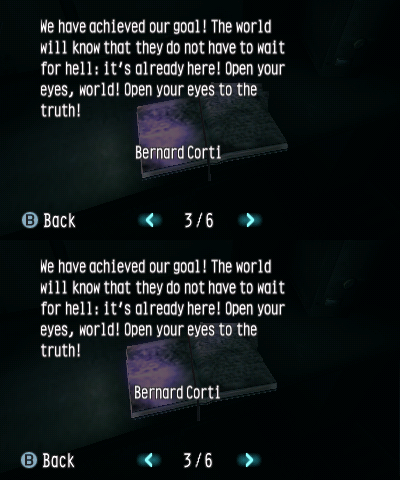 We have achieved our goal! The world
will know that they do not have to wait
for hell: it's already here! Open your
eyes, world! Open your eyes to the
truth!
Bernard Corti
B Back < 3/6 >
We have achieved our goal! The world
will know that they do not have to wait
for hell: it's already here! Open your
eyes, world! Open your eyes to the
truth!
Bernard Corti
B Back < 3/6 >